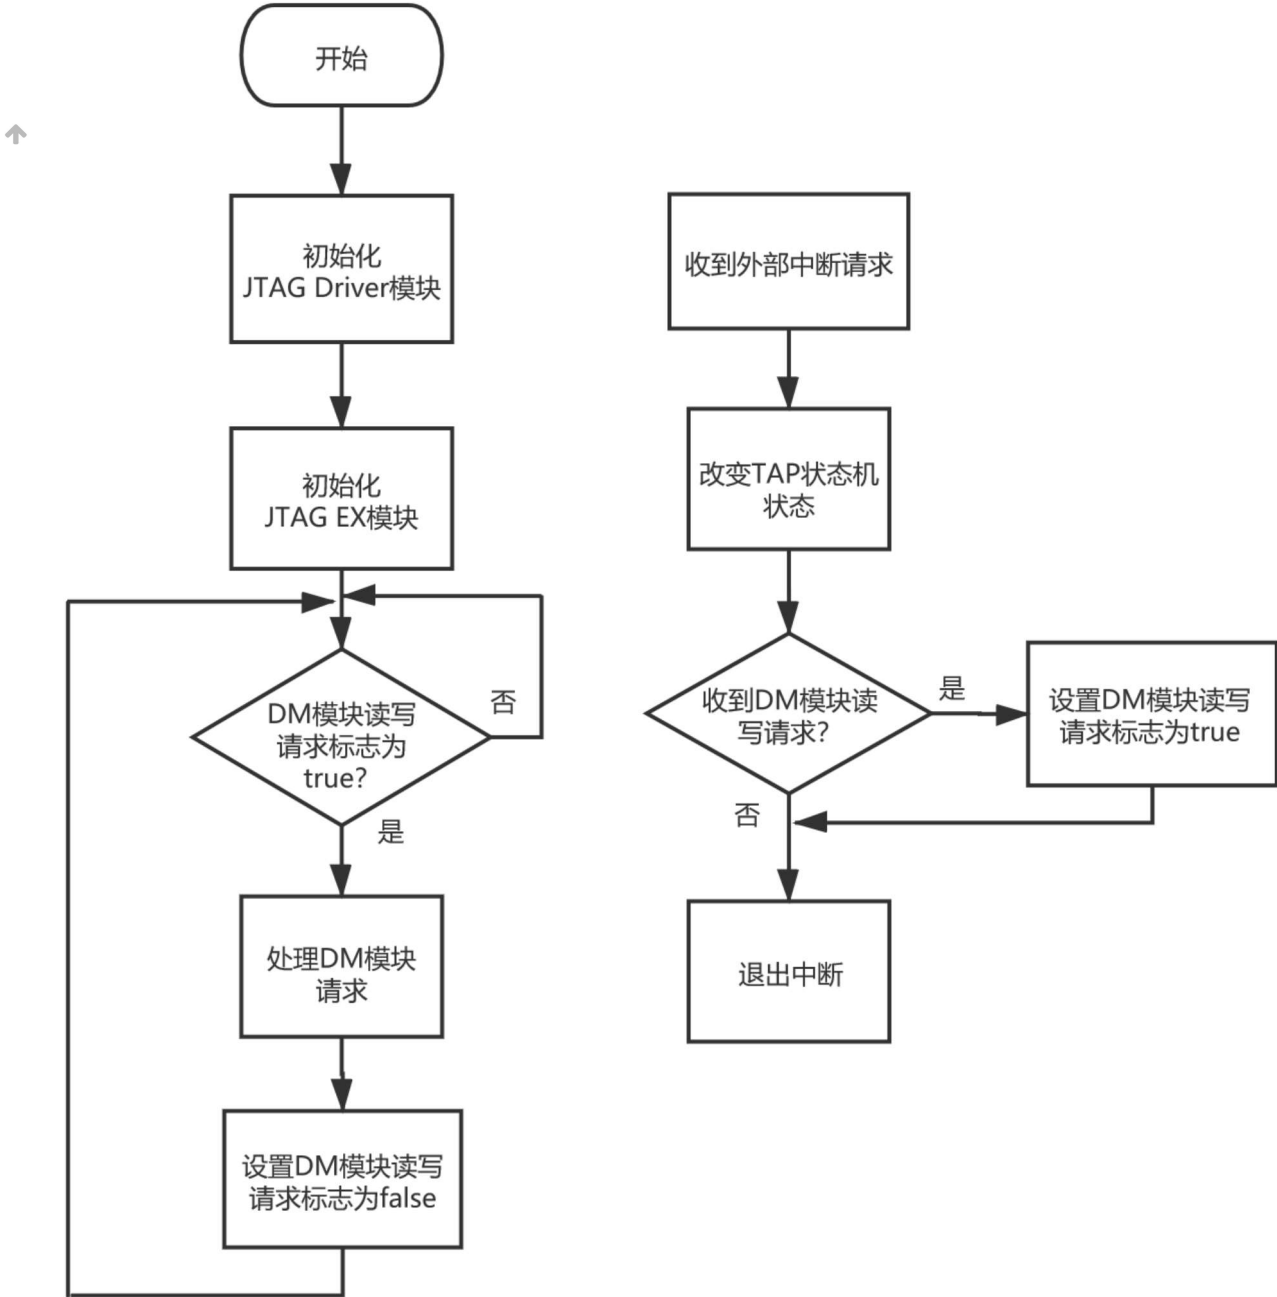 开始
初始化
JTAG Driver模块
初始化
JTAG EX模块
DM模块读写
请求标志为
true?
否
是
处理DM模块
请求
设置DM模块读写
请求标志为false
收到外部中断请求
改变TAP状态机
状态
收到DM模块读
写请求?
是
设置DM模块读写
请求标志为true
否
退出中断